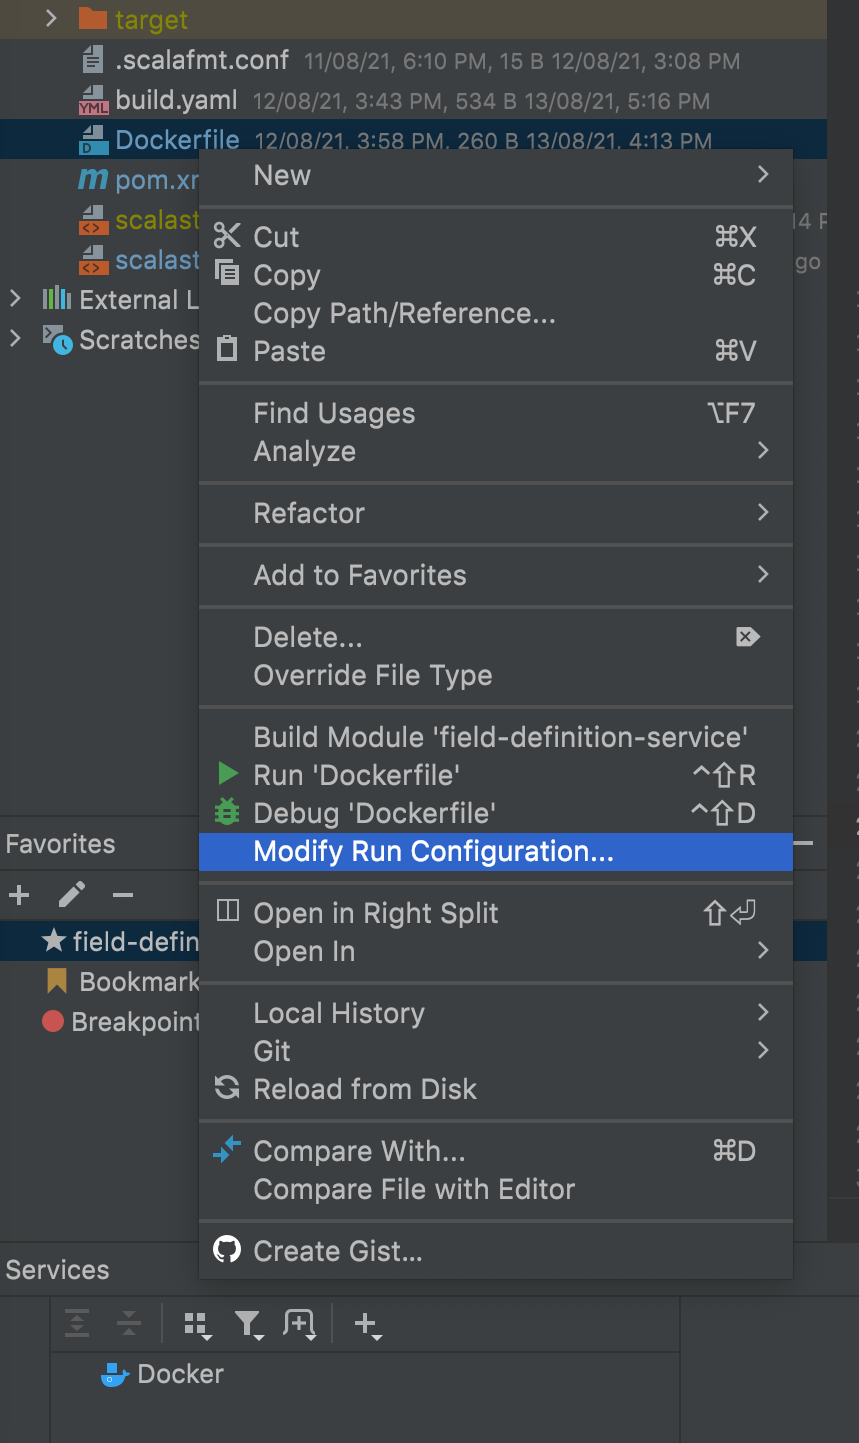 target
.scalafmt.conf 11/08/21, 6:10 PM, 15 B 12/08/21, 3:08 PM
YML build.yaml 12/08/21, 3:43 PM, 534 B 13/08/21, 5:16 PM
D Dockerfile 12/08/21, 3:58 PM, 260 B 13/08/21, 4:13 PM
m pom.xm
New
scalast
Cut ⌘X
scalast ago
Copy ⌘C
External L
Copy Path/Reference...
Scratches
Paste ⌘V
Find Usages ⌥F7
Analyze
Refactor
Add to Favorites
Delete...
Override File Type
Build Module 'field-definition-service'
Run 'Dockerfile' ^⇧R
Debug 'Dockerfile' ^⇧D
Modify Run Configuration...
Favorites
Open in Right Split ⇧⏎
field-defin
Open In
Bookmark
Local History
Breakpoint
Git
Reload from Disk
Compare With... ⌘D
Compare File with Editor
Create Gist...
Services
Docker